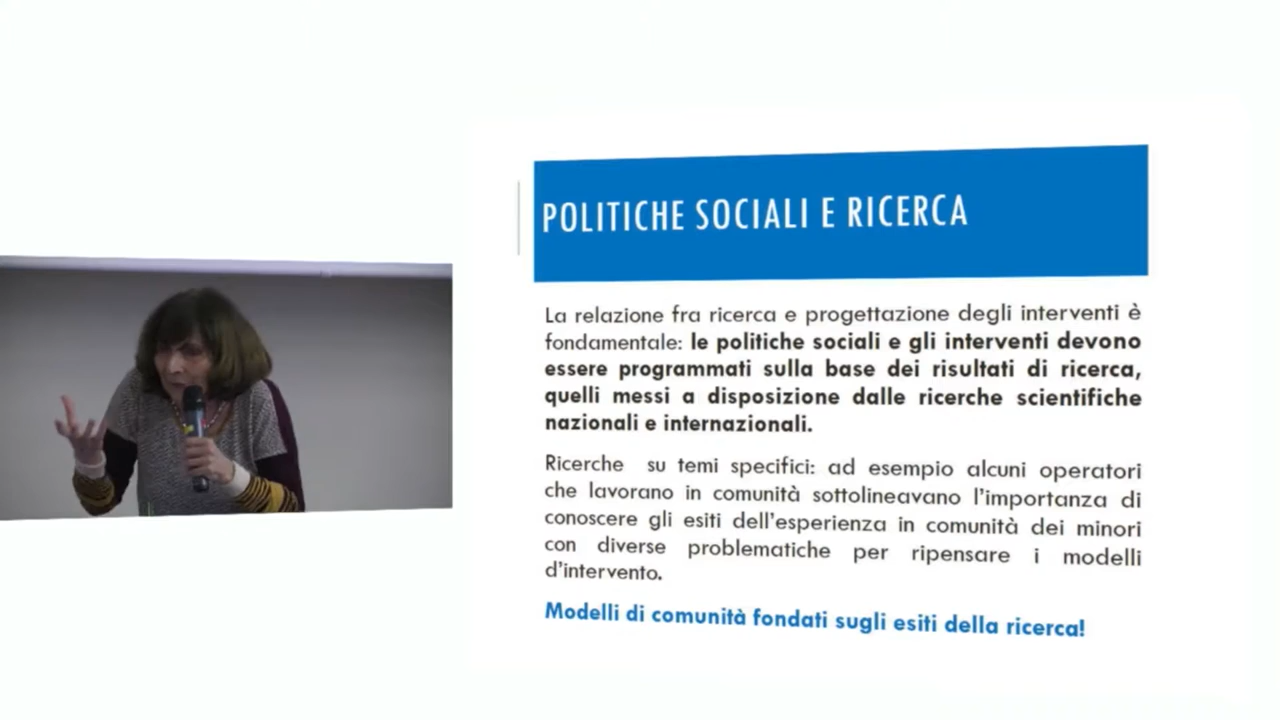 POLITICHE SOCIALI E RICERCA
La relazione fra ricerca e progettazione degli interventi è
fondamentale: le politiche sociali e gli interventi devono
essere programmati sulla base dei risultati di ricerca,
quelli messi a disposizione dalle ricerche scientifiche
nazionali e internazionali.
Ricerche su temi specifici: ad esempio alcuni operatori
che lavorano in comunità sottolineavano l'importanza di
conoscere gli esiti dell'esperienza in comunità dei minori
con diverse problematiche per ripensare i modelli
d'intervento.
Modelli di comunità fondati sugli esiti della ricerca!